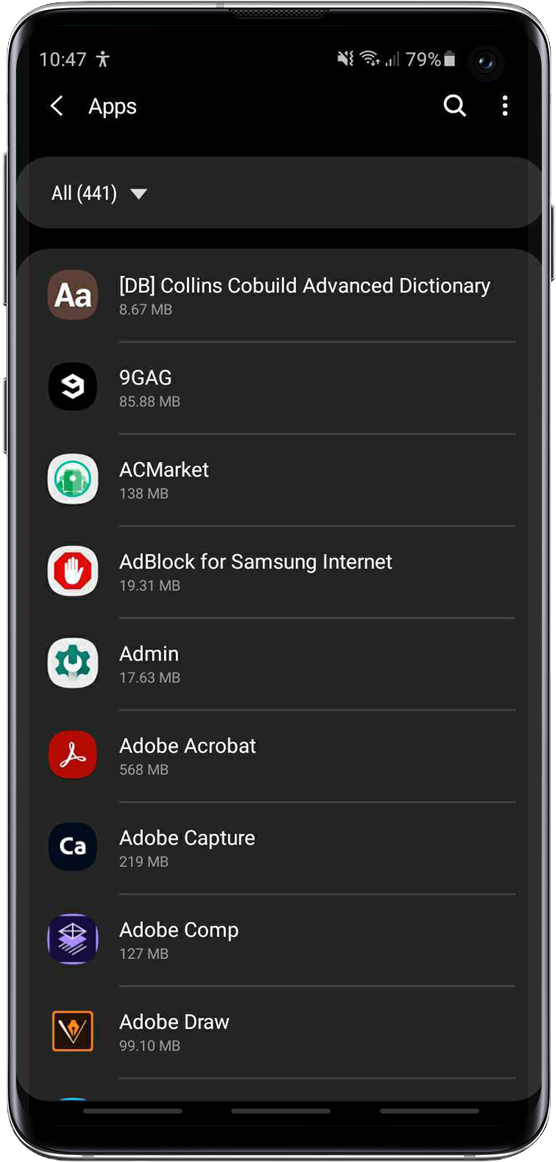 10:47 79%
Apps
All (441)
Aa
[DB] Collins Cobuild Advanced Dictionary
8.67 MB
9GAG
85.88 MB
ACMarket
138 MB
AdBlock for Samsung Internet
19.31 MB
Admin
17.63 MB
Adobe Acrobat
568 MB
Ca
Adobe Capture
219 MB
Adobe Comp
127 MB
Adobe Draw
99.10 MB